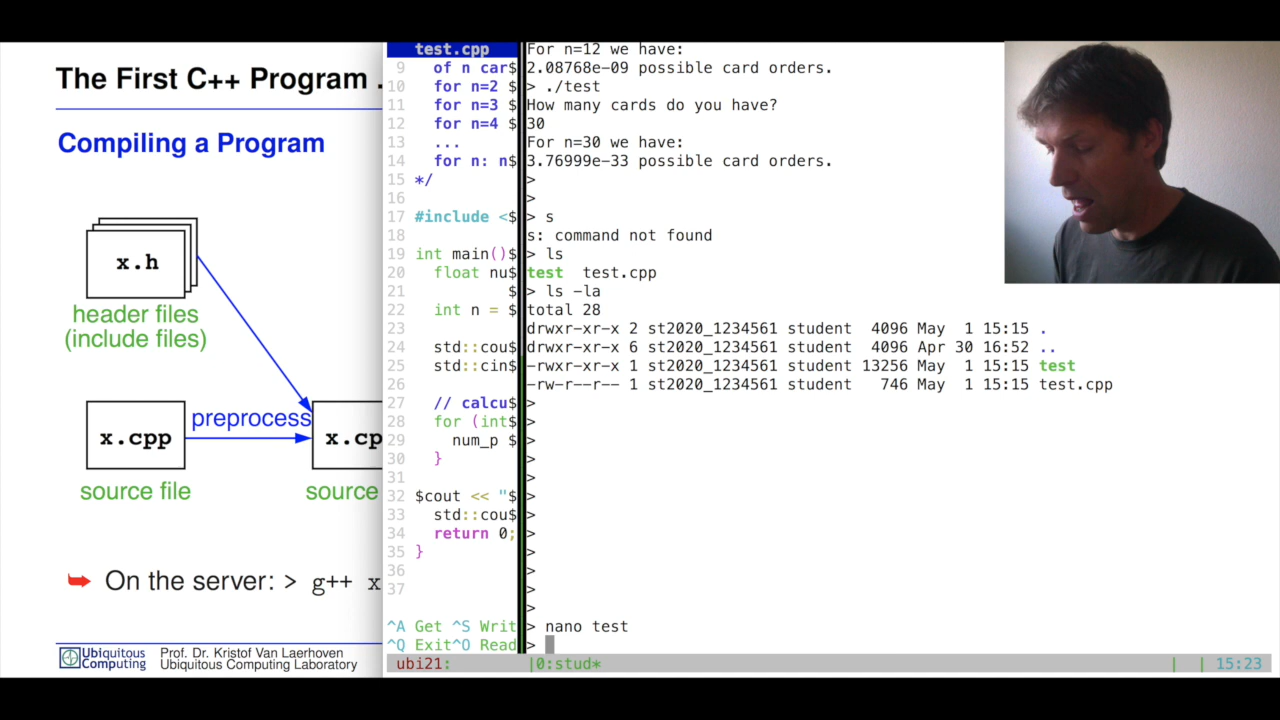 The First C++ Program .
Compiling a Program
x.h
header files
(include files)
x.cpp
preprocess
x.cp
source file
source
On the server: > g++ x
Ubiquitous
Computing
Prof. Dr. Kristof Van Laerhoven
Ubiquitous Computing Laboratory
test.cpp
9 of n car$
10 for n=2 $
11 for n=3 $
12 for n=4 $
13 ...
14 for n: n$
15 */
16
17 #include <$
18
19 int main()$
20 float nu$
21 $
22 int n = $
23
24 std::cou$
25 std::cin$
26
27 // calcu$
28 for (int$
29 num_p $
30 }
31
32 $cout << "$
33 std::cou$
34 return 0;
35 }
36
37
^A Get ^S Writ
^Q Exit^O Read
For n=12 we have:
2.08768e-09 possible card orders.
> ./test
How many cards do you have?
30
For n=30 we have:
3.76999e-33 possible card orders.
>
>
> s
s: command not found
> ls
test test.cpp
> ls -la
total 28
drwxr-xr-x 2 st2020_1234561 student 4096 May 1 15:15 .
drwxr-xr-x 6 st2020_1234561 student 4096 Apr 30 16:52 ..
-rwxr-xr-x 1 st2020_1234561 student 13256 May 1 15:15 test
-rw-r--r-- 1 st2020_1234561 student 746 May 1 15:15 test.cpp
>
>
>
>
>
>
>
>
>
>
>
>
> nano test
>
ubi21: |0:stud* | | 15:23